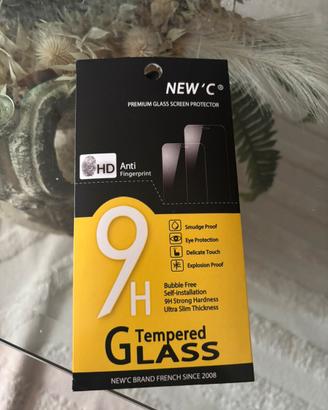 NEW'C®
PREMIUM GLASS SCREEN PROTECTOR
HD Anti
Fingerprint
9H
Smudge Proof
Eye Protection
Delicate Touch
Explosion Proof
Bubble Free
Self-installation
9H Strong Hardness
Ultra Slim Thickness
Tempered
GLASS
NEW'C BRAND FRENCH SINCE 2008